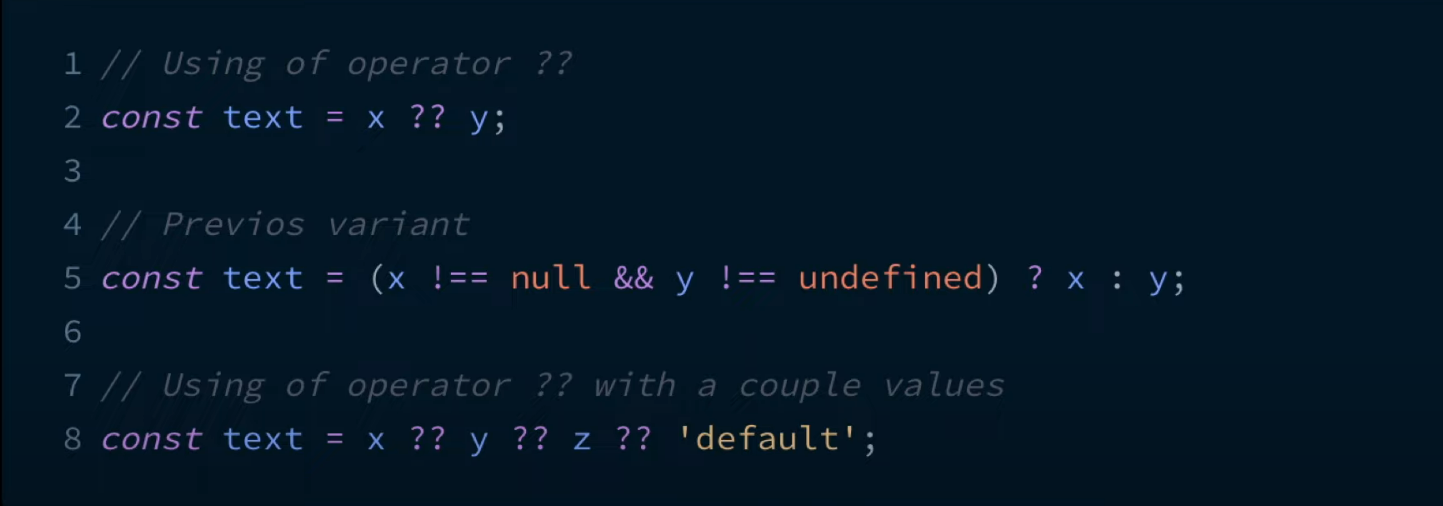 1 // Using of operator ??
2 const text = x ?? y;
3
4 // Previos variant
5 const text = (x !== null && y !== undefined) ? x : y;
6
7 // Using of operator ?? with a couple values
8 const text = x ?? y ?? z ?? 'default';